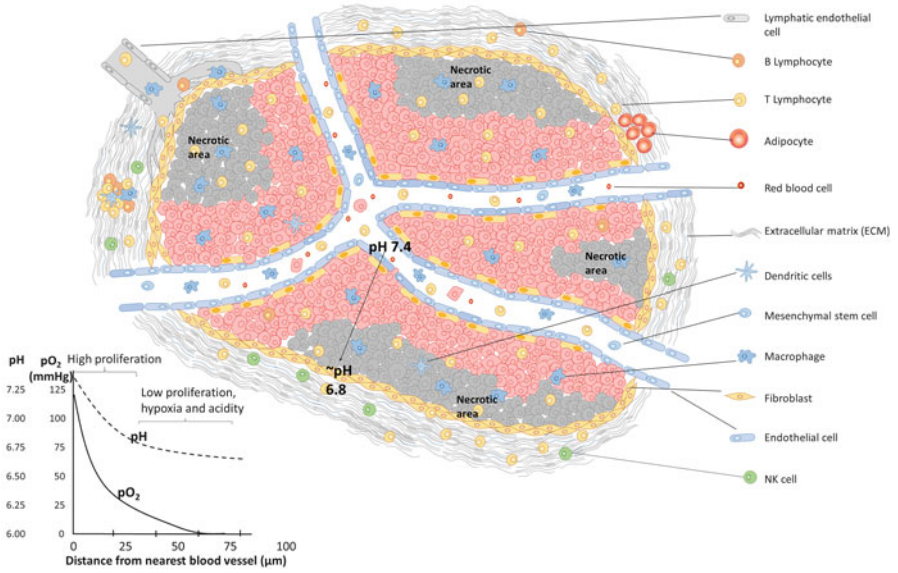 Lymphatic endothelial
cell
B Lymphocyte
T Lymphocyte
Adipocyte
Red blood cell
Extracellular matrix (ECM)
Dendritic cells
Mesenchymal stem cell
Macrophage
Fibroblast
Endothelial cell
NK cell
Necrotic
area
Necrotic
area
Necrotic
area
Necrotic
area
pH 7.4
~pH
6.8
pH
pO2
(mmHg)
High proliferation
Low proliferation,
hypoxia and acidity
7.25
7.00
6.75
6.50
6.25
6.00
125
100
75
50
25
0
pH
pO2
0
25
50
75
100
Distance from nearest blood vessel (μm)